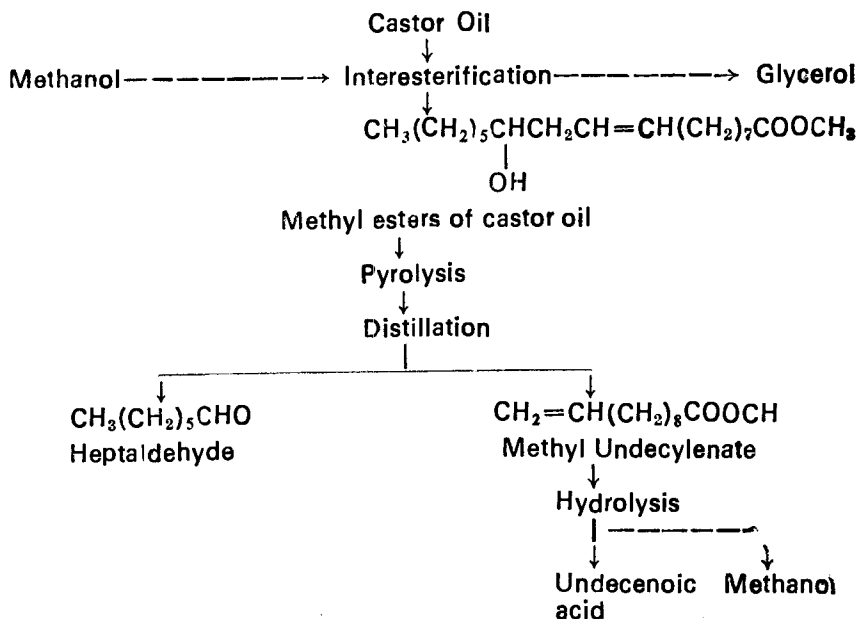 Castor Oil
↓
Methanol – – – – – – – – → Interesterification – – – – – – – → Glycerol
↓
CH₃(CH₂)₅CHCH₂CH=CH(CH₂)₇COOCH₃
|
OH
Methyl esters of castor oil
↓
Pyrolysis
↓
Distillation
CH₃(CH₂)₅CHO CH₂=CH(CH₂)₈COOCH
Heptaldehyde Methyl Undecylenate
↓
Hydrolysis
Undecenoic Methanol
acid